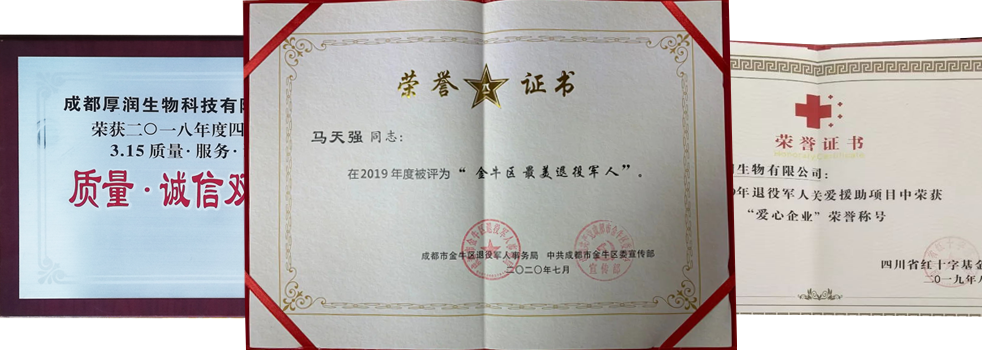 成都厚润生物科技有限
荣获二〇一八年度四
3.15 质量·服务·
质量·诚信双
荣誉 证书
马天强 同志:
在2019年度被评为“金牛区最美退役军人”。
成都市金牛区退役军人事务局 中共成都市金牛区委宣传部
二〇二〇年七月
荣誉证书
生物有限公司:
年退役军人关爱援助项目中荣获
“爱心企业”荣誉称号
四川省红十字基金
二〇一九年